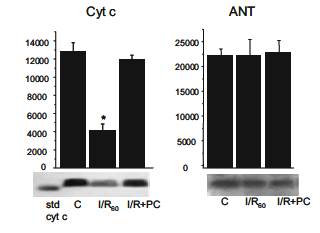 Cyt c
14000
12000
10000
8000
6000
4000
2000
0
*
std
cyt c
C
I/R60
I/R+PC
ANT
25000
20000
15000
10000
5000
0
C
I/R60
I/R+PC